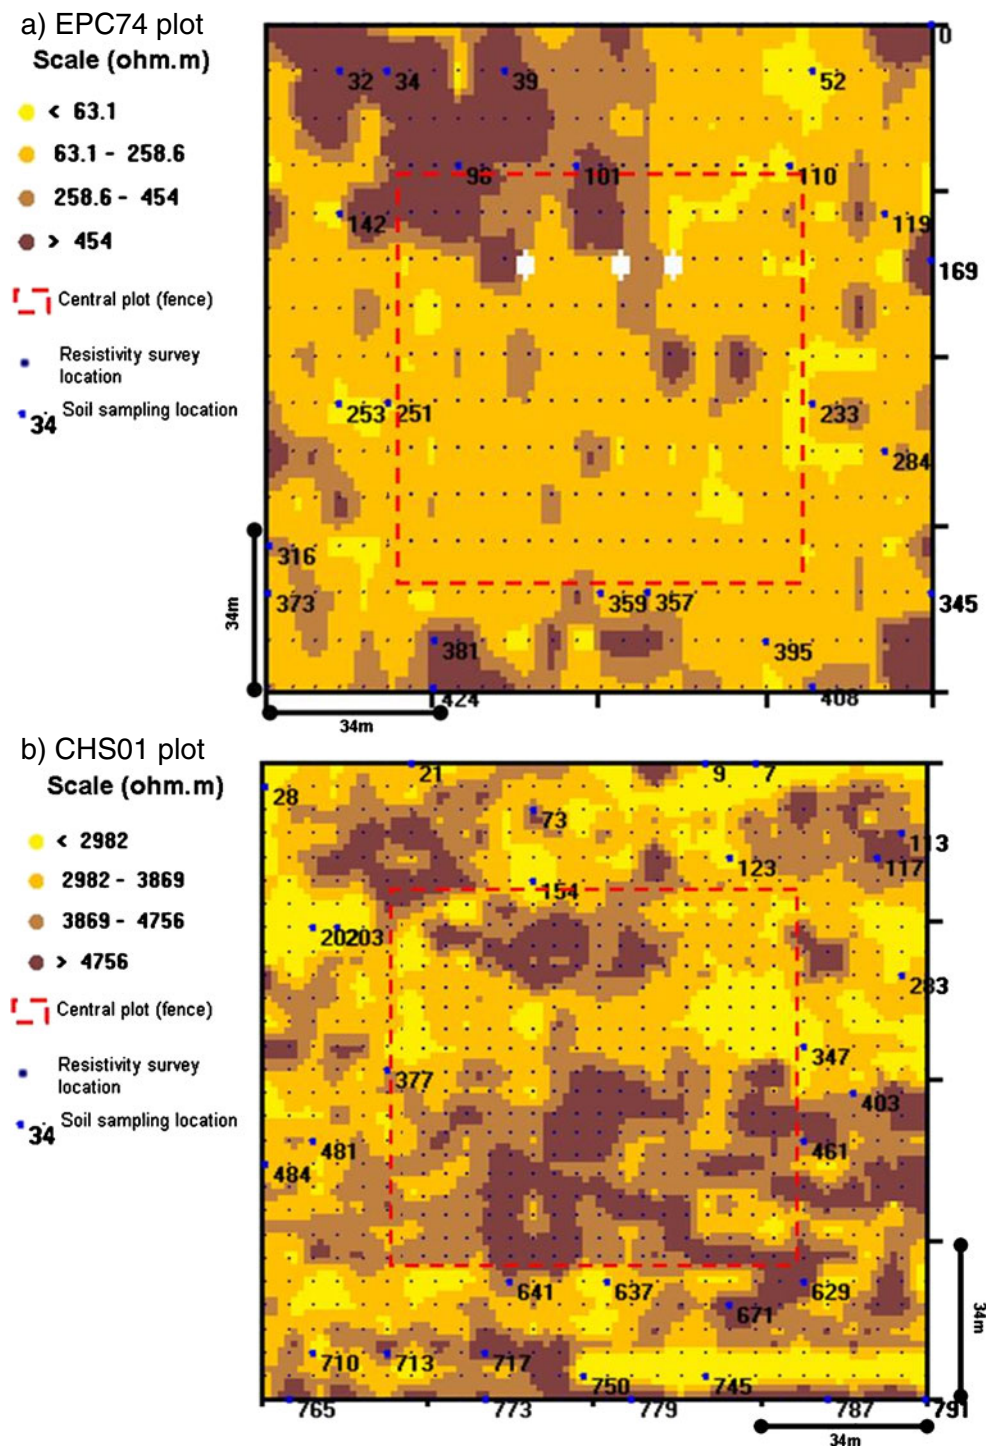 a) EPC74 plot
Scale (ohm.m)
< 63.1
63.1 - 258.6
258.6 - 454
> 454
Central plot (fence)
Resistivity survey
location
34 Soil sampling location
0
32 34 39 52
96 101 110
142 119
169
253 251 233
284
316
373 359 357 345
381 395
424 408
34m
34m
b) CHS01 plot
Scale (ohm.m)
< 2982
2982 - 3869
3869 - 4756
> 4756
Central plot (fence)
Resistivity survey
location
34 Soil sampling location
21 9 7
28
73
113
123 117
154
202 203
283
347
377
403
481 461
484
641 637 629
671
710 713 717
750 745
765 773 779 787 791
34m
34m